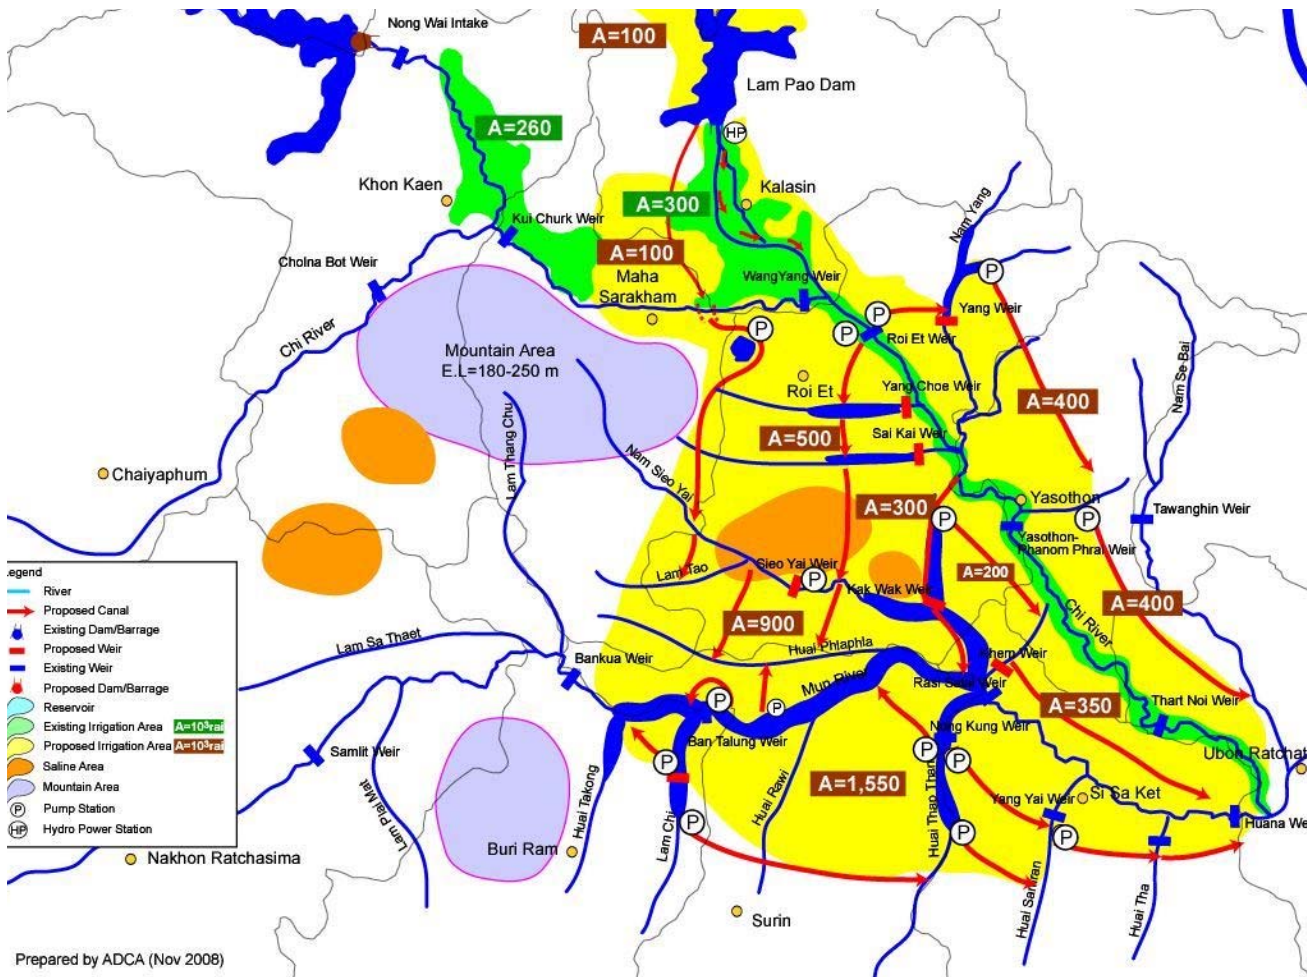 Nong Wai Intake
A=100
Lam Pao Dam
HP
A=260
Khon Kaen
Kalasin
A=300
Nam Yang
Kui Churk Weir
A=100
Cholna Bot Weir
Maha
Sarakham
WangYang Weir
P
Yang Weir
Chi River
P
P
P
Roi Et Weir
Mountain Area
E.L=180-250 m
Nam Se Bai
Roi Et
Yang Choe Weir
A=400
Lam Thang Chu
A=500
Sai Kai Weir
Nam Sieo Yai
Chaiyaphum
Yasothon
A=300
P
P
Tawanghin Weir
Yasothon-
Phanom Phrai Weir
Legend
River
Proposed Canal
Existing Dam/Barrage
Proposed Weir
Existing Weir
Proposed Dam/Barrage
Reservoir
Existing Irrigation Area A=10³rai
Proposed Irrigation Area A=10³rai
Saline Area
Mountain Area
P Pump Station
HP Hydro Power Station
Sieo Yai Weir
Lam Tao
P
A=200
Kak Wak Weir
A=400
Chi River
A=900
Lam Sa Thaet
Huai Phlaphla
Bankua Weir
Khem Weir
Mun River
Rasi Salai Weir
P
P
A=350
Thart Noi Weir
Nong Kung Weir
Ban Talung Weir
Samlit Weir
P
P
P
Ubon Ratchat
A=1,550
Si Sa Ket
Yang Yai Weir
Huai Takong
Huai Rawi
Huai Thap Than
Lam Plai Mat
Lam Chi
P
P
P
Huana We
Buri Ram
Nakhon Ratchasima
Huai Samran
Huai Tha
Surin
Prepared by ADCA (Nov 2008)